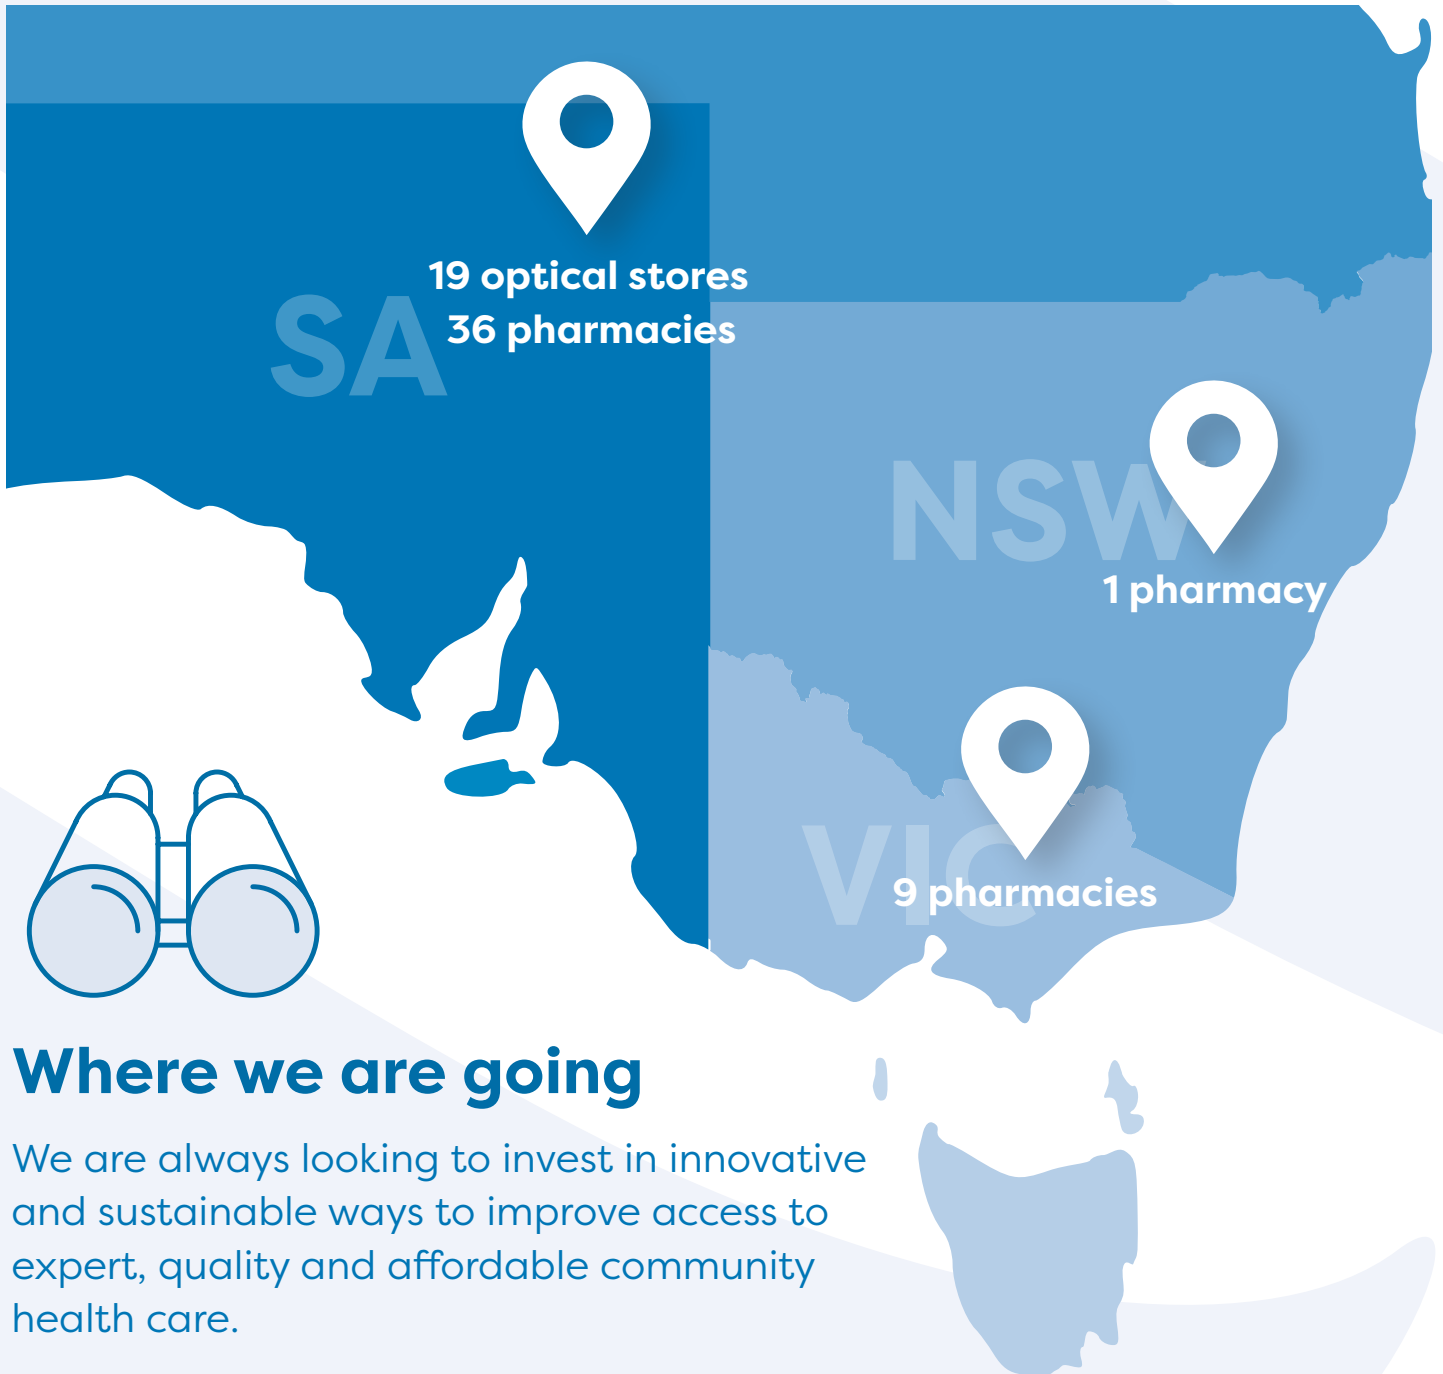 19 optical stores
36 pharmacies
SA
NSW
1 pharmacy
VIC
9 pharmacies
Where we are going
We are always looking to invest in innovative
and sustainable ways to improve access to
expert, quality and affordable community
health care.